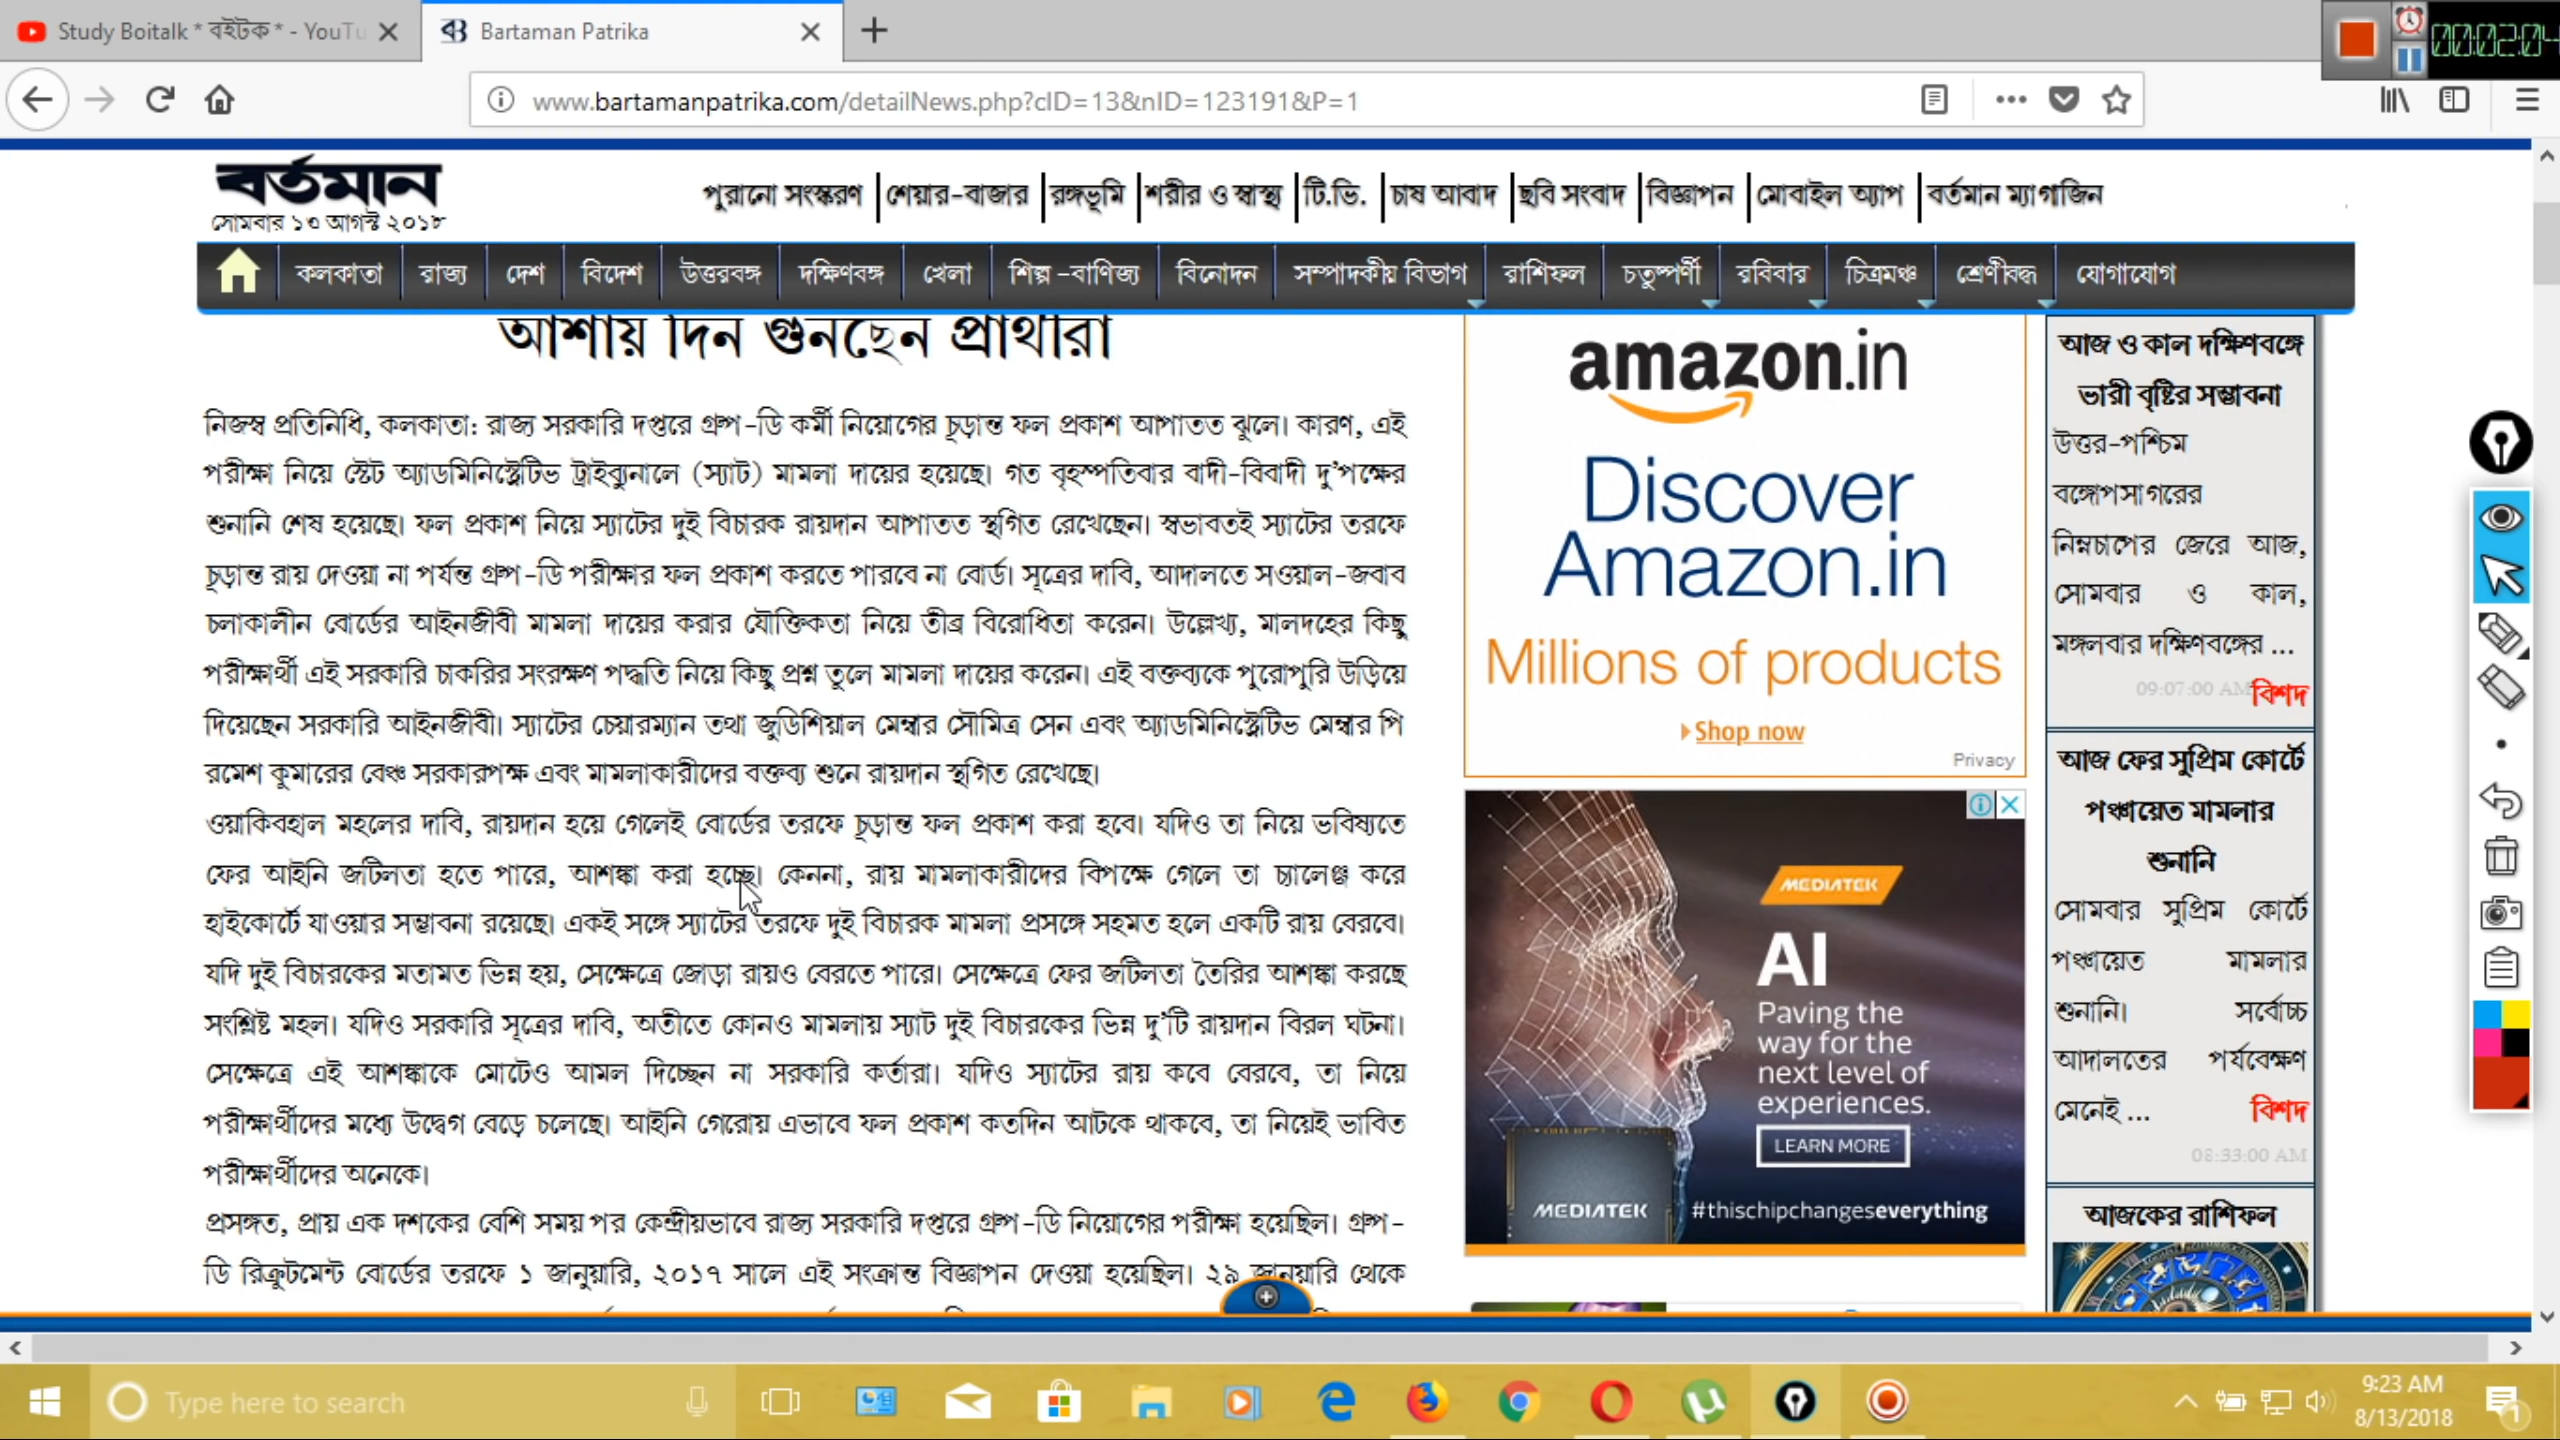 Study Boitalk * বইটক * - YouTu
Bartaman Patrika
00:02:04
www.bartamanpatrika.com/detailNews.php?cID=13&nID=123191&P=1
বর্তমান
সোমবার ১৩ আগস্ট ২০১৮
পুরানো সংস্করণ শেয়ার-বাজার রঙ্গভূমি শরীর ও স্বাস্থ্য টি.ভি. চাষ আবাদ ছবি সংবাদ বিজ্ঞাপন মোবাইল অ্যাপ বর্তমান ম্যাগাজিন
কলকাতা রাজ্য দেশ বিদেশ উত্তরবঙ্গ দক্ষিণবঙ্গ খেলা শিল্প-বাণিজ্য বিনোদন সম্পাদকীয় বিভাগ রাশিফল চতুষ্পর্ণী রবিবার চিত্রমঞ্চ শ্রেণীবদ্ধ যোগাযোগ
আশায় দিন গুনছেন প্রার্থীরা
নিজস্ব প্রতিনিধি, কলকাতা: রাজ্য সরকারি দপ্তরে গ্রুপ-ডি কর্মী নিয়োগের চূড়ান্ত ফল প্রকাশ আপাতত ঝুলে। কারণ, এই
পরীক্ষা নিয়ে স্টেট অ্যাডমিনিস্ট্রেটিভ ট্রাইব্যুনালে (স্যাট) মামলা দায়ের হয়েছে। গত বৃহস্পতিবার বাদী-বিবাদী দু'পক্ষের
শুনানি শেষ হয়েছে। ফল প্রকাশ নিয়ে স্যাটের দুই বিচারক রায়দান আপাতত স্থগিত রেখেছেন। স্বভাবতই স্যাটের তরফে
চূড়ান্ত রায় দেওয়া না পর্যন্ত গ্রুপ-ডি পরীক্ষার ফল প্রকাশ করতে পারবে না বোর্ড। সূত্রের দাবি, আদালতে সওয়াল-জবাব
চলাকালীন বোর্ডের আইনজীবী মামলা দায়ের করার যৌক্তিকতা নিয়ে তীব্র বিরোধিতা করেন। উল্লেখ্য, মালদহের কিছু
পরীক্ষার্থী এই সরকারি চাকরির সংরক্ষণ পদ্ধতি নিয়ে কিছু প্রশ্ন তুলে মামলা দায়ের করেন। এই বক্তব্যকে পুরোপুরি উড়িয়ে
দিয়েছেন সরকারি আইনজীবী। স্যাটের চেয়ারম্যান তথা জুডিশিয়াল মেম্বার সৌমিত্র সেন এবং অ্যাডমিনিস্ট্রেটিভ মেম্বার পি
রমেশ কুমারের বেঞ্চ সরকারপক্ষ এবং মামলাকারীদের বক্তব্য শুনে রায়দান স্থগিত রেখেছে।
ওয়াকিবহাল মহলের দাবি, রায়দান হয়ে গেলেই বোর্ডের তরফে চূড়ান্ত ফল প্রকাশ করা হবে। যদিও তা নিয়ে ভবিষ্যতে
ফের আইনি জটিলতা হতে পারে, আশঙ্কা করা হচ্ছে। কেননা, রায় মামলাকারীদের বিপক্ষে গেলে তা চ্যালেঞ্জ করে
হাইকোর্টে যাওয়ার সম্ভাবনা রয়েছে। একই সঙ্গে স্যাটের তরফে দুই বিচারক মামলা প্রসঙ্গে সহমত হলে একটি রায় বেরবে।
যদি দুই বিচারকের মতামত ভিন্ন হয়, সেক্ষেত্রে জোড়া রায়ও বেরতে পারে। সেক্ষেত্রে ফের জটিলতা তৈরির আশঙ্কা করছে
সংশ্লিষ্ট মহল। যদিও সরকারি সূত্রের দাবি, অতীতে কোনও মামলায় স্যাট দুই বিচারকের ভিন্ন দু'টি রায়দান বিরল ঘটনা।
সেক্ষেত্রে এই আশঙ্কাকে মোটেও আমল দিচ্ছেন না সরকারি কর্তারা। যদিও স্যাটের রায় কবে বেরবে, তা নিয়ে
পরীক্ষার্থীদের মধ্যে উদ্বেগ বেড়ে চলেছে। আইনি গেরোয় এভাবে ফল প্রকাশ কতদিন আটকে থাকবে, তা নিয়েই ভাবিত
পরীক্ষার্থীদের অনেকে।
প্রসঙ্গত, প্রায় এক দশকের বেশি সময় পর কেন্দ্রীয়ভাবে রাজ্য সরকারি দপ্তরে গ্রুপ-ডি নিয়োগের পরীক্ষা হয়েছিল। গ্রুপ-
ডি রিক্রুটমেন্ট বোর্ডের তরফে ১ জানুয়ারি, ২০১৭ সালে এই সংক্রান্ত বিজ্ঞাপন দেওয়া হয়েছিল। ২৯ জানুয়ারি থেকে
amazon.in
Discover
Amazon.in
Millions of products
Shop now
Privacy
MEDIATEK
AI
Paving the
way for the
next level of
experiences.
LEARN MORE
MEDIATEK
#thischipchangeseverything
আজ ও কাল দক্ষিণবঙ্গে
ভারী বৃষ্টির সম্ভাবনা
উত্তর-পশ্চিম
বঙ্গোপসাগরের
নিম্নচাপের জেরে আজ,
সোমবার ও কাল,
মঙ্গলবার দক্ষিণবঙ্গের ...
09:07:00 AM বিশদ
আজ ফের সুপ্রিম কোর্টে
পঞ্চায়েত মামলার
শুনানি
সোমবার সুপ্রিম কোর্টে
পঞ্চায়েত মামলার
শুনানি। সর্বোচ্চ
আদালতের পর্যবেক্ষণ
মেনেই ... বিশদ
08:33:00 AM
আজকের রাশিফল
Type here to search
9:23 AM
8/13/2018
1